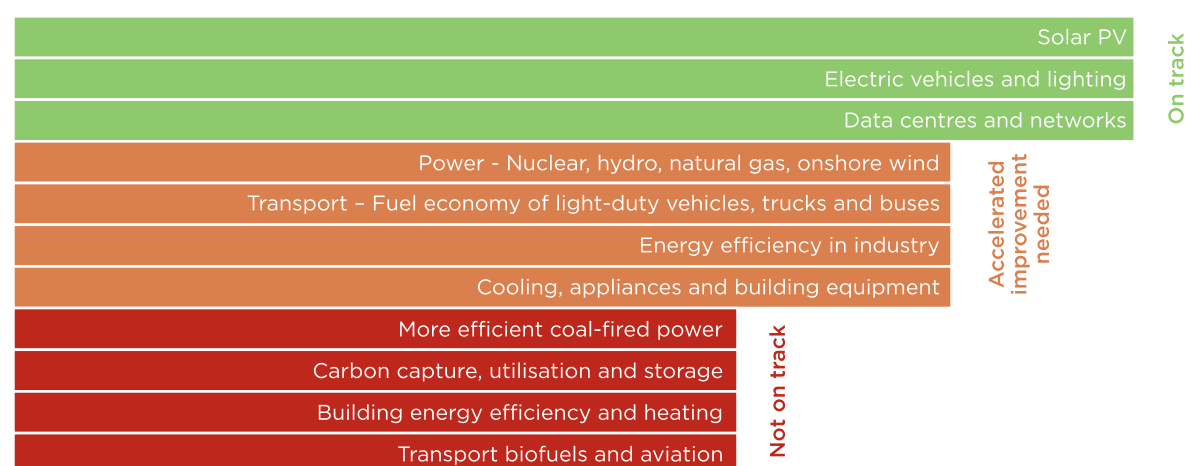 Solar PV
Electric vehicles and lighting
Data centres and networks
On track
Power - Nuclear, hydro, natural gas, onshore wind
Transport – Fuel economy of light-duty vehicles, trucks and buses
Energy efficiency in industry
Cooling, appliances and building equipment
Accelerated
improvement
needed
More efficient coal-fired power
Carbon capture, utilisation and storage
Building energy efficiency and heating
Transport biofuels and aviation
Not on track